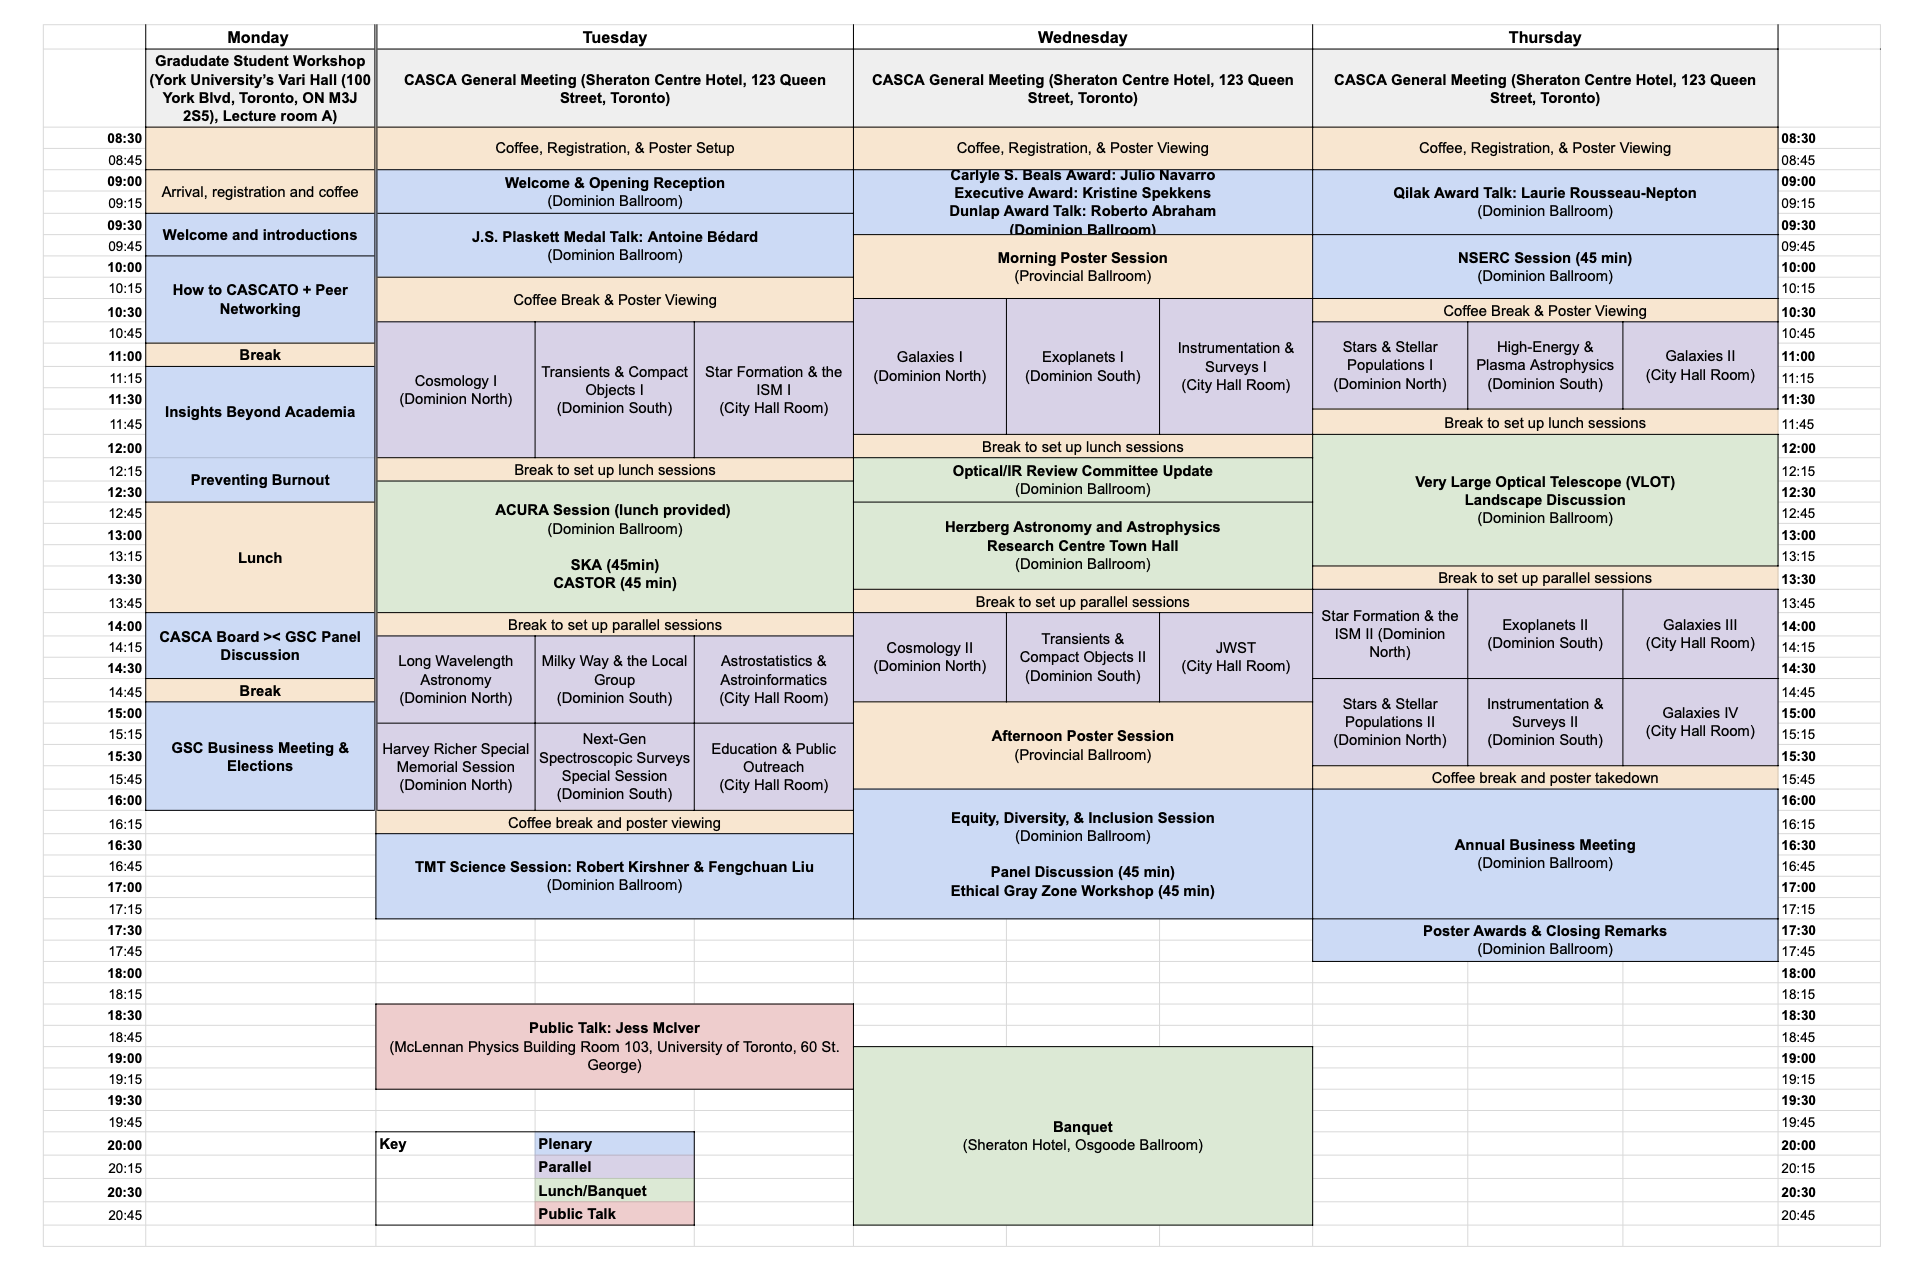 Monday
Tuesday
Wednesday
Thursday
Gradudate Student Workshop
(York University's Vari Hall (100
York Blvd, Toronto, ON M3J
2S5), Lecture room A)
CASCA General Meeting (Sheraton Centre Hotel, 123 Queen
Street, Toronto)
CASCA General Meeting (Sheraton Centre Hotel, 123 Queen
Street, Toronto)
CASCA General Meeting (Sheraton Centre Hotel, 123 Queen
Street, Toronto)
08:30
08:45
09:00
09:15
09:30
09:45
10:00
10:15
10:30
10:45
11:00
11:15
11:30
11:45
12:00
12:15
12:30
12:45
13:00
13:15
13:30
13:45
14:00
14:15
14:30
14:45
15:00
15:15
15:30
15:45
16:00
16:15
16:30
16:45
17:00
17:15
17:30
17:45
18:00
18:15
18:30
18:45
19:00
19:15
19:30
19:45
20:00
20:15
20:30
20:45
Arrival, registration and coffee
Welcome and introductions
How to CASCATO + Peer
Networking
Break
Insights Beyond Academia
Preventing Burnout
Lunch
CASCA Board >< GSC Panel
Discussion
Break
GSC Business Meeting &
Elections
Coffee, Registration, & Poster Setup
Welcome & Opening Reception
(Dominion Ballroom)
J.S. Plaskett Medal Talk: Antoine Bédard
(Dominion Ballroom)
Coffee Break & Poster Viewing
Cosmology I
(Dominion North)
Transients & Compact
Objects I
(Dominion South)
Star Formation & the
ISM I
(City Hall Room)
Break to set up lunch sessions
ACURA Session (lunch provided)
(Dominion Ballroom)
SKA (45min)
CASTOR (45 min)
Break to set up parallel sessions
Long Wavelength
Astronomy
(Dominion North)
Milky Way & the Local
Group
(Dominion South)
Astrostatistics &
Astroinformatics
(City Hall Room)
Harvey Richer Special
Memorial Session
(Dominion North)
Next-Gen
Spectroscopic Surveys
Special Session
(Dominion South)
Education & Public
Outreach
(City Hall Room)
Coffee break and poster viewing
TMT Science Session: Robert Kirshner & Fengchuan Liu
(Dominion Ballroom)
Public Talk: Jess McIver
(McLennan Physics Building Room 103, University of Toronto, 60 St.
George)
Key
Plenary
Parallel
Lunch/Banquet
Public Talk
Coffee, Registration, & Poster Viewing
Carlyle S. Beals Award: Julio Navarro
Executive Award: Kristine Spekkens
Dunlap Award Talk: Roberto Abraham
(Dominion Ballroom)
Morning Poster Session
(Provincial Ballroom)
Galaxies I
(Dominion North)
Exoplanets I
(Dominion South)
Instrumentation &
Surveys I
(City Hall Room)
Break to set up lunch sessions
Optical/IR Review Committee Update
(Dominion Ballroom)
Herzberg Astronomy and Astrophysics
Research Centre Town Hall
(Dominion Ballroom)
Break to set up parallel sessions
Cosmology II
(Dominion North)
Transients &
Compact Objects II
(Dominion South)
JWST
(City Hall Room)
Afternoon Poster Session
(Provincial Ballroom)
Equity, Diversity, & Inclusion Session
(Dominion Ballroom)
Panel Discussion (45 min)
Ethical Gray Zone Workshop (45 min)
Banquet
(Sheraton Hotel, Osgoode Ballroom)
Coffee, Registration, & Poster Viewing
Qilak Award Talk: Laurie Rousseau-Nepton
(Dominion Ballroom)
NSERC Session (45 min)
(Dominion Ballroom)
Coffee Break & Poster Viewing
Stars & Stellar
Populations I
(Dominion North)
High-Energy &
Plasma Astrophysics
(Dominion South)
Galaxies II
(City Hall Room)
Break to set up lunch sessions
Very Large Optical Telescope (VLOT)
Landscape Discussion
(Dominion Ballroom)
Break to set up parallel sessions
Star Formation & the
ISM II (Dominion
North)
Exoplanets II
(Dominion South)
Galaxies III
(City Hall Room)
Stars & Stellar
Populations II
(Dominion North)
Instrumentation &
Surveys II
(Dominion South)
Galaxies IV
(City Hall Room)
Coffee break and poster takedown
Annual Business Meeting
(Dominion Ballroom)
Poster Awards & Closing Remarks
(Dominion Ballroom)
08:30
08:45
09:00
09:15
09:30
09:45
10:00
10:15
10:30
10:45
11:00
11:15
11:30
11:45
12:00
12:15
12:30
12:45
13:00
13:15
13:30
13:45
14:00
14:15
14:30
14:45
15:00
15:15
15:30
15:45
16:00
16:15
16:30
16:45
17:00
17:15
17:30
17:45
18:00
18:15
18:30
18:45
19:00
19:15
19:30
19:45
20:00
20:15
20:30
20:45